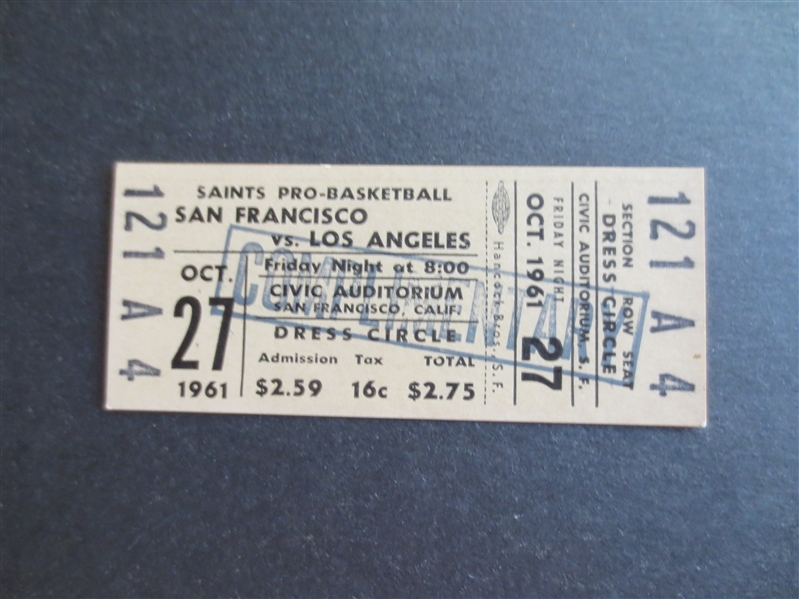 121 A 4
SAINTS PRO-BASKETBALL
SAN FRANCISCO
vs. LOS ANGELES
OCT.
27
1961
Friday Night at 8:00
CIVIC AUDITORIUM
SAN FRANCISCO, CALIF.
DRESS CIRCLE
Admission Tax TOTAL
$2.59 16c $2.75
COMPLIMENTARY
Hancock Bros., S.F.
OCT. 1961 27
FRIDAY NIGHT
CIVIC AUDITORIUM, S. F.
DRESS CIRCLE
SECTION ROW SEAT
121 A 4